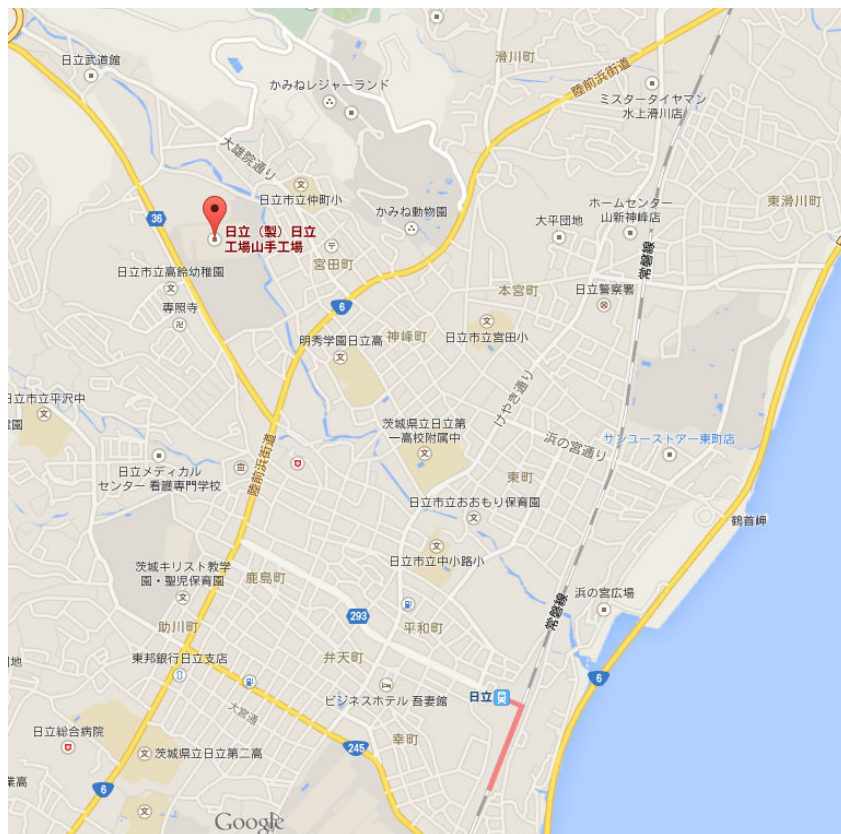 日立武道館
滑川町
かみねレジャーランド
陸前浜街道
ミスタータイヤマン
水上滑川店
大雄院通り
日立市立仲町小
東滑川町
36
日立（製）日立
工場山手工場
かみね動物園
ホームセンター
山新神峰店
大平団地
宮田町
常磐線
日立市立高鈴幼稚園
本宮町
日立警察署
専照寺
6
明秀学園日立高
神峰町
日立市立宮田小
けやき通り
日立市立平沢中
茨城県立日立第
一高校附属中
浜の宮通り
サンユーストアー東町店
陸前浜街道
日立メディカル
センター 看護専門学校
東町
日立市立おおもり保育園
鶴首岬
日立市立中小路小
茨城キリスト教学
園・聖児保育園
鹿島町
浜の宮広場
常磐線
293
助川町
平和町
東邦銀行日立支店
弁天町
6
日立
ビジネスホテル 吾妻館
大宮通
日立総合病院
幸町
245
茨城県立日立第二高
業高
6
Google